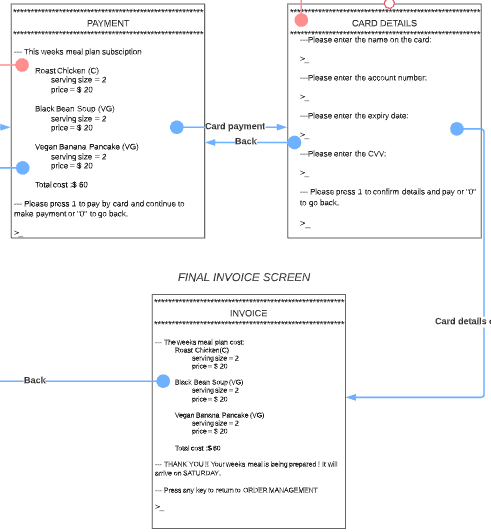 PAYMENT
--- This weeks meal plan subsciption
Roast Chicken (C)
serving size = 2
price = $ 20
Black Bean Soup (VG)
serving size = 2
price = $ 20
Vegan Banana Pancake (VG)
serving size = 2
price = $ 20
Total cost :$ 60
--- Please press 1 to pay by card and continue to
make payment or "0" to go back.
>_
Card payment
Back
CARD DETAILS
---Please enter the name on the card:
>_
---Please enter the account number:
>_
---Please enter the expiry date:
>_
---Please enter the CVV:
>_
--- Please press 1 to confirm details and pay or "0"
to go back.
>_
Card details
FINAL INVOICE SCREEN
INVOICE
--- The weeks meal plan cost:
Roast Chicken(C)
serving size = 2
price = $ 20
Black Bean Soup (VG)
serving size = 2
price = $ 20
Vegan Banana Pancake (VG)
serving size = 2
price = $ 20
Total cost :$ 60
--- THANK YOU !! Your weeks meal is being prepared ! It will
arrive on SATURDAY.
--- Press any key to return to ORDER MANAGEMENT
>_
Back